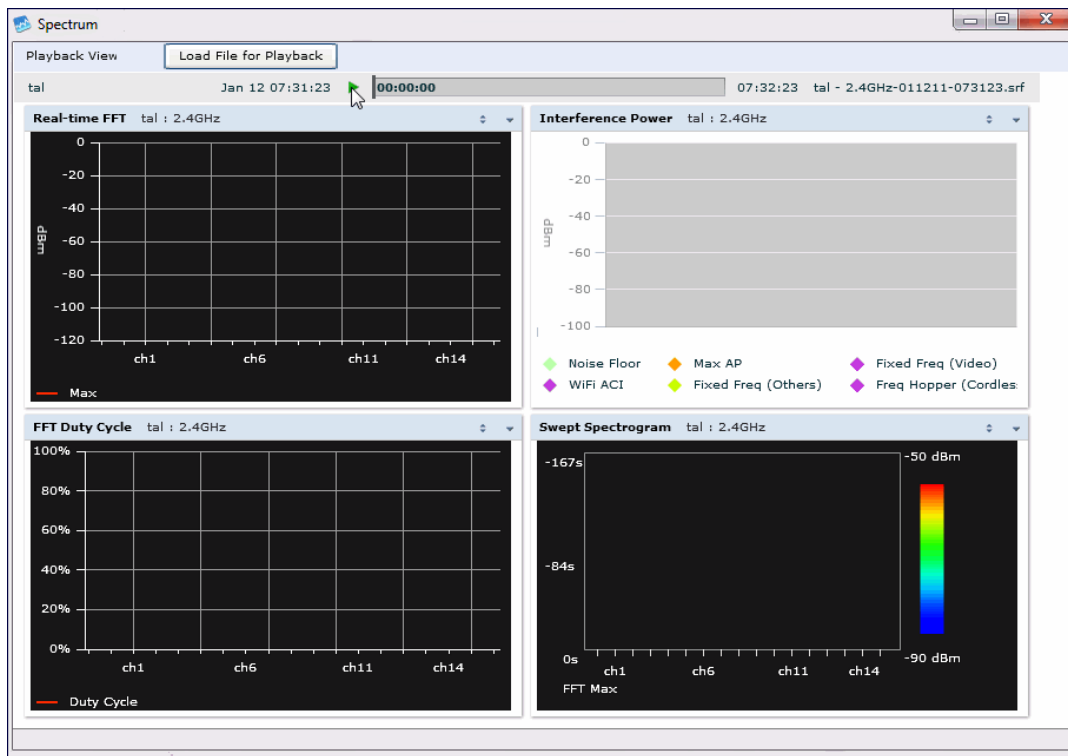 Spectrum
Playback View Load File for Playback
tal Jan 12 07:31:23 00:00:00 07:32:23 tal - 2.4GHz-011211-073123.srf
Real-time FFT tal : 2.4GHz
0
-20
-40
-60
-80
-100
-120
dBm
ch1 ch6 ch11 ch14
Max
Interference Power tal : 2.4GHz
0
-20
-40
-60
-80
-100
dBm
Noise Floor Max AP Fixed Freq (Video)
WiFi ACI Fixed Freq (Others) Freq Hopper (Cordles
FFT Duty Cycle tal : 2.4GHz
100%
80%
60%
40%
20%
0%
ch1 ch6 ch11 ch14
Duty Cycle
Swept Spectrogram tal : 2.4GHz
-167s
-84s
0s
ch1 ch6 ch11 ch14
FFT Max
-50 dBm
-90 dBm